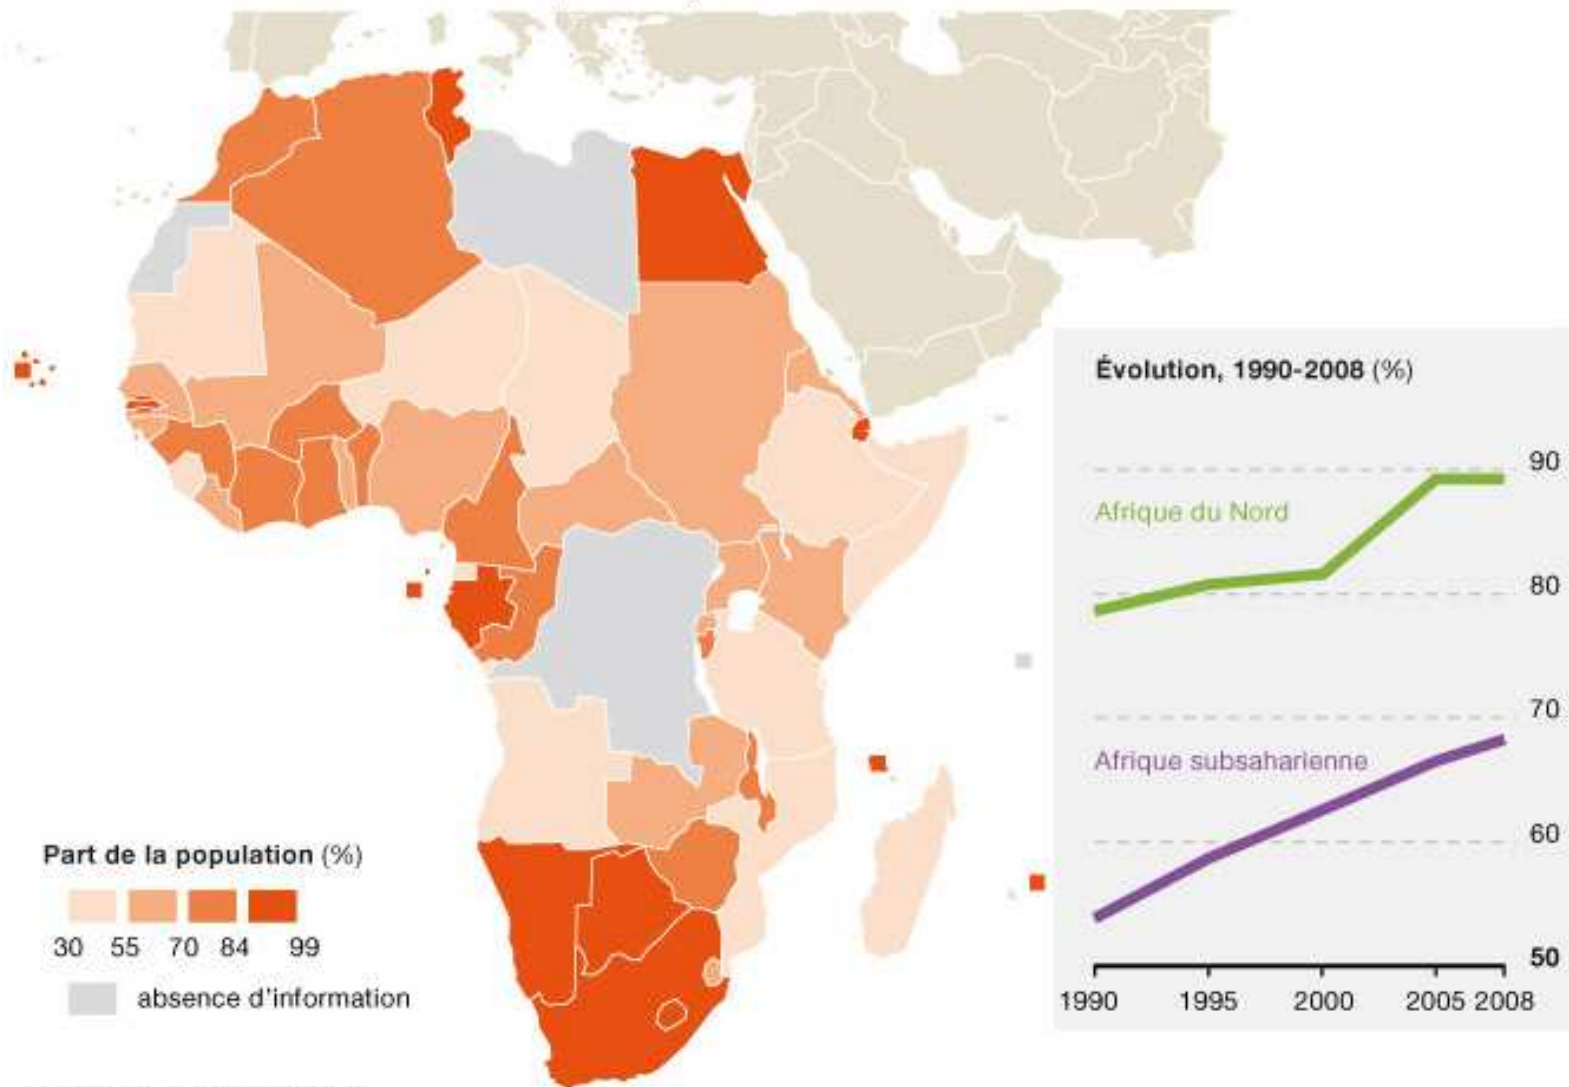 Évolution, 1990-2008 (%)
90
Afrique du Nord
80
70
Afrique subsaharienne
60
50
1990 1995 2000 2005 2008
Part de la population (%)
30 55 70 84 99
absence d'information